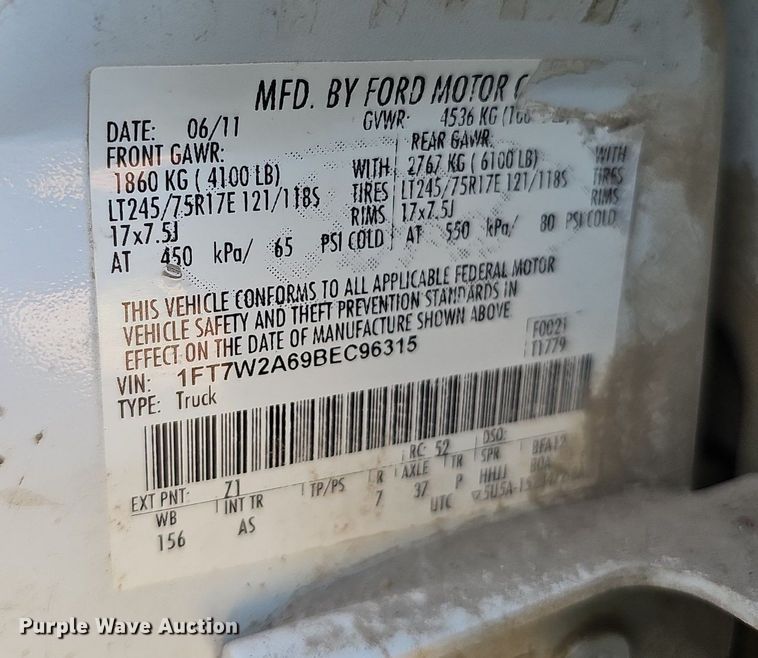 MFD. BY FORD MOTOR
DATE: 06/11 GVWR: 4536 KG
FRONT GAWR: REAR GAWR:
1860 KG ( 4100 LB) WITH 2767 KG ( 6100 LB) WITH
LT245/75R17E 121/118S TIRES LT245/75R17E 121/118S TIRES
17x7.5J RIMS 17x7.5J RIMS
AT 450 kPa/ 65 PSI COLD AT 550 kPa/ 80 PSI COLD
THIS VEHICLE CONFORMS TO ALL APPLICABLE FEDERAL MOTOR
VEHICLE SAFETY AND THEFT PREVENTION STANDARDS IN
EFFECT ON THE DATE OF MANUFACTURE SHOWN ABOVE
VIN: 1FT7W2A69BEC96315 F0021
TYPE: Truck T1779
EXT PNT: Z1 RC: 52 DSO:
WB INT TR TP/PS R AXLE TR SPR
156 AS 7 37 P HHJJ
UTC
Purple Wave Auction